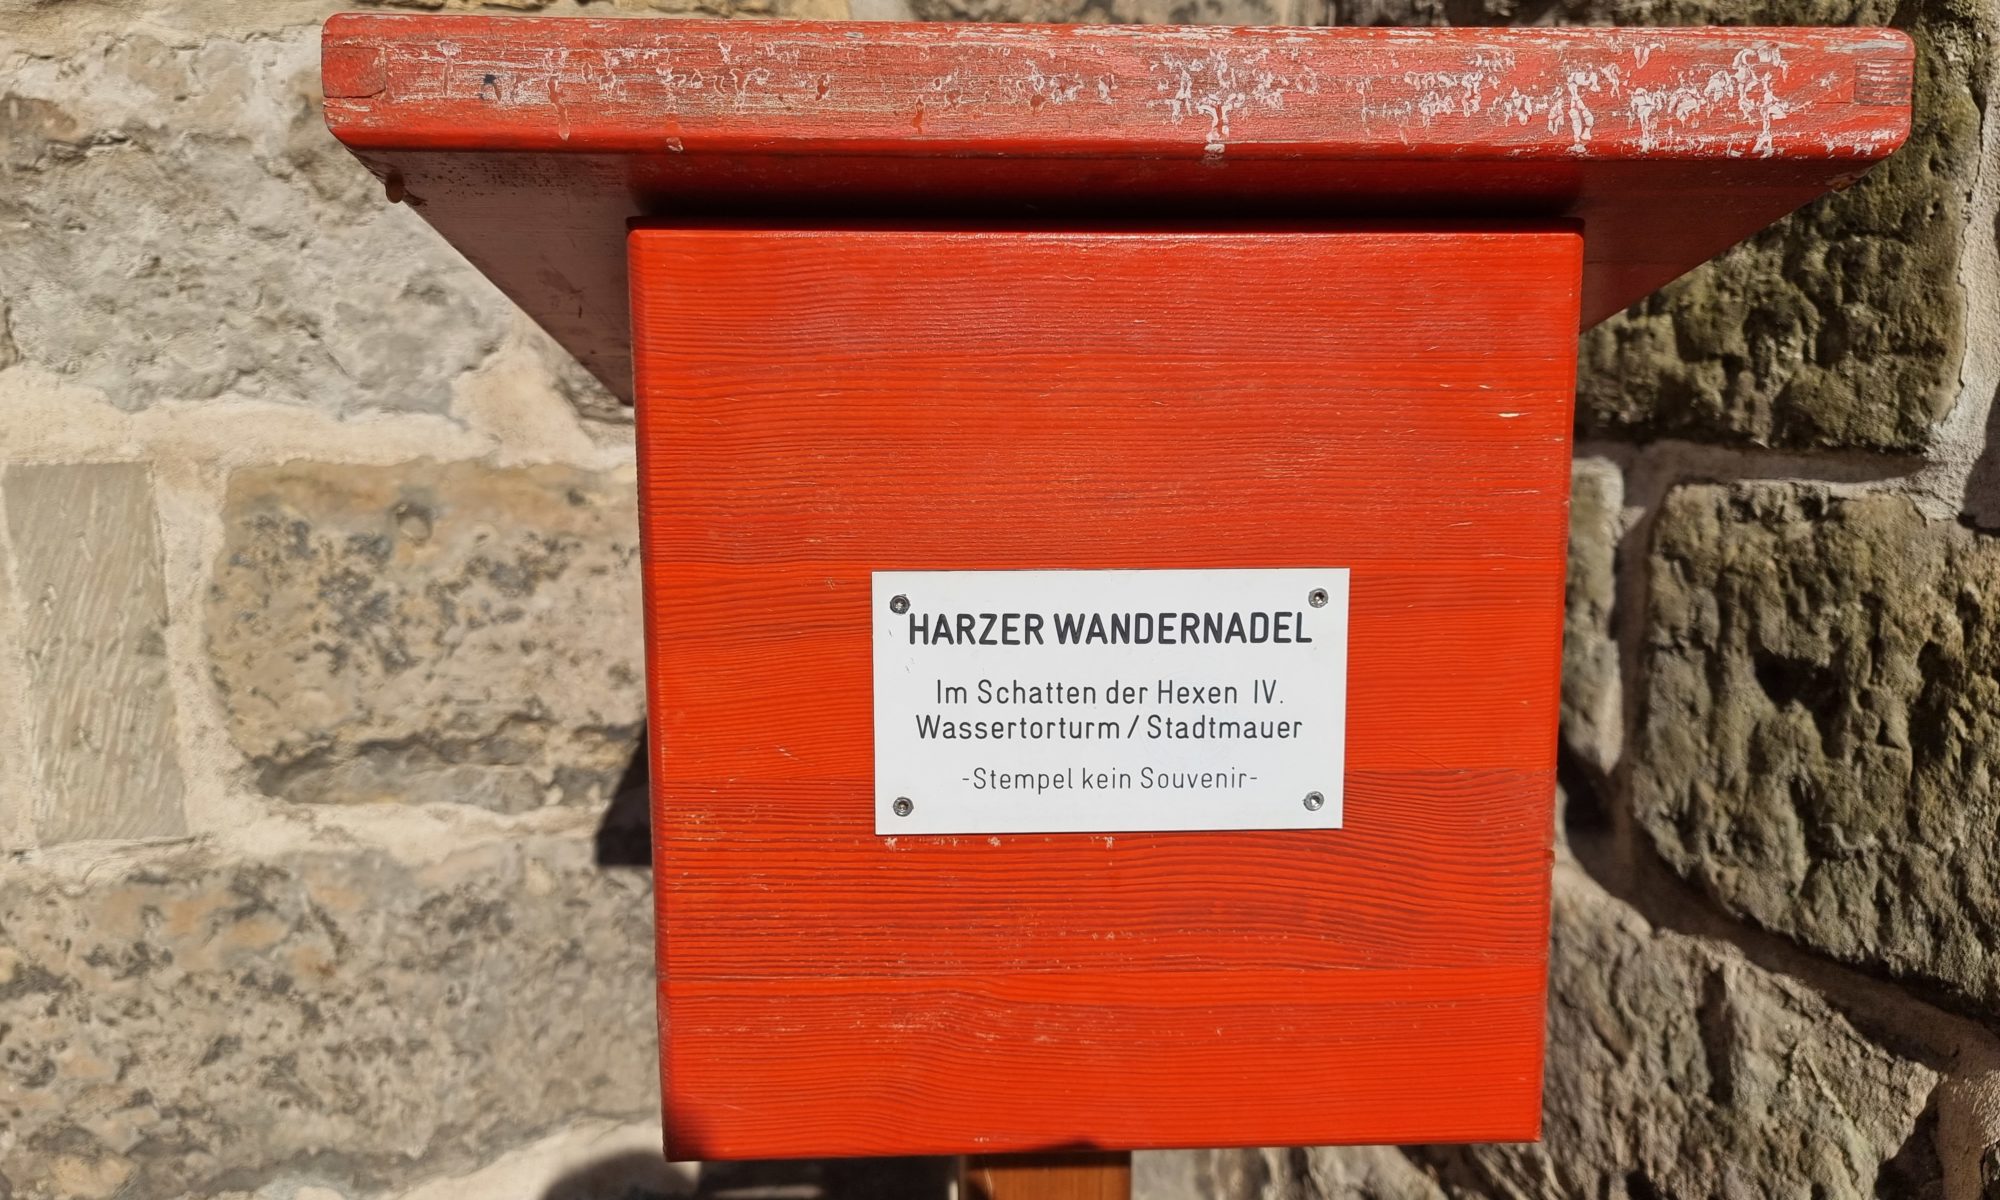 HARZER WANDERNADEL
Im Schatten der Hexen IV.
Wassertorturm / Stadtmauer
-Stempel kein Souvenir-